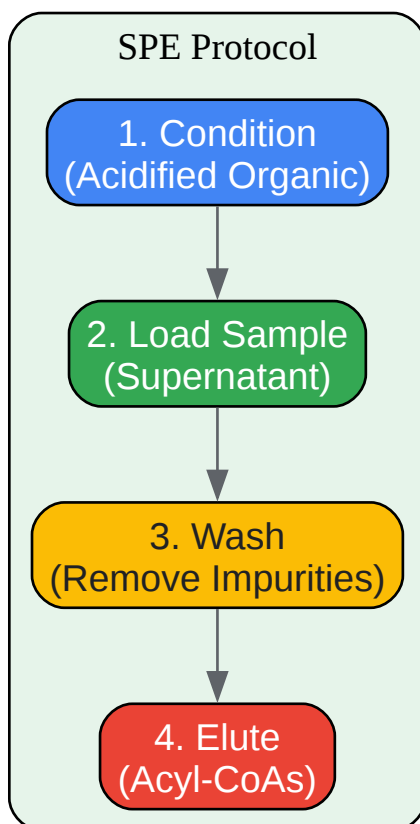 SPE Protocol
1. Condition
(Acidified Organic)
2. Load Sample
(Supernatant)
3. Wash
(Remove Impurities)
4. Elute
(Acyl-CoAs)